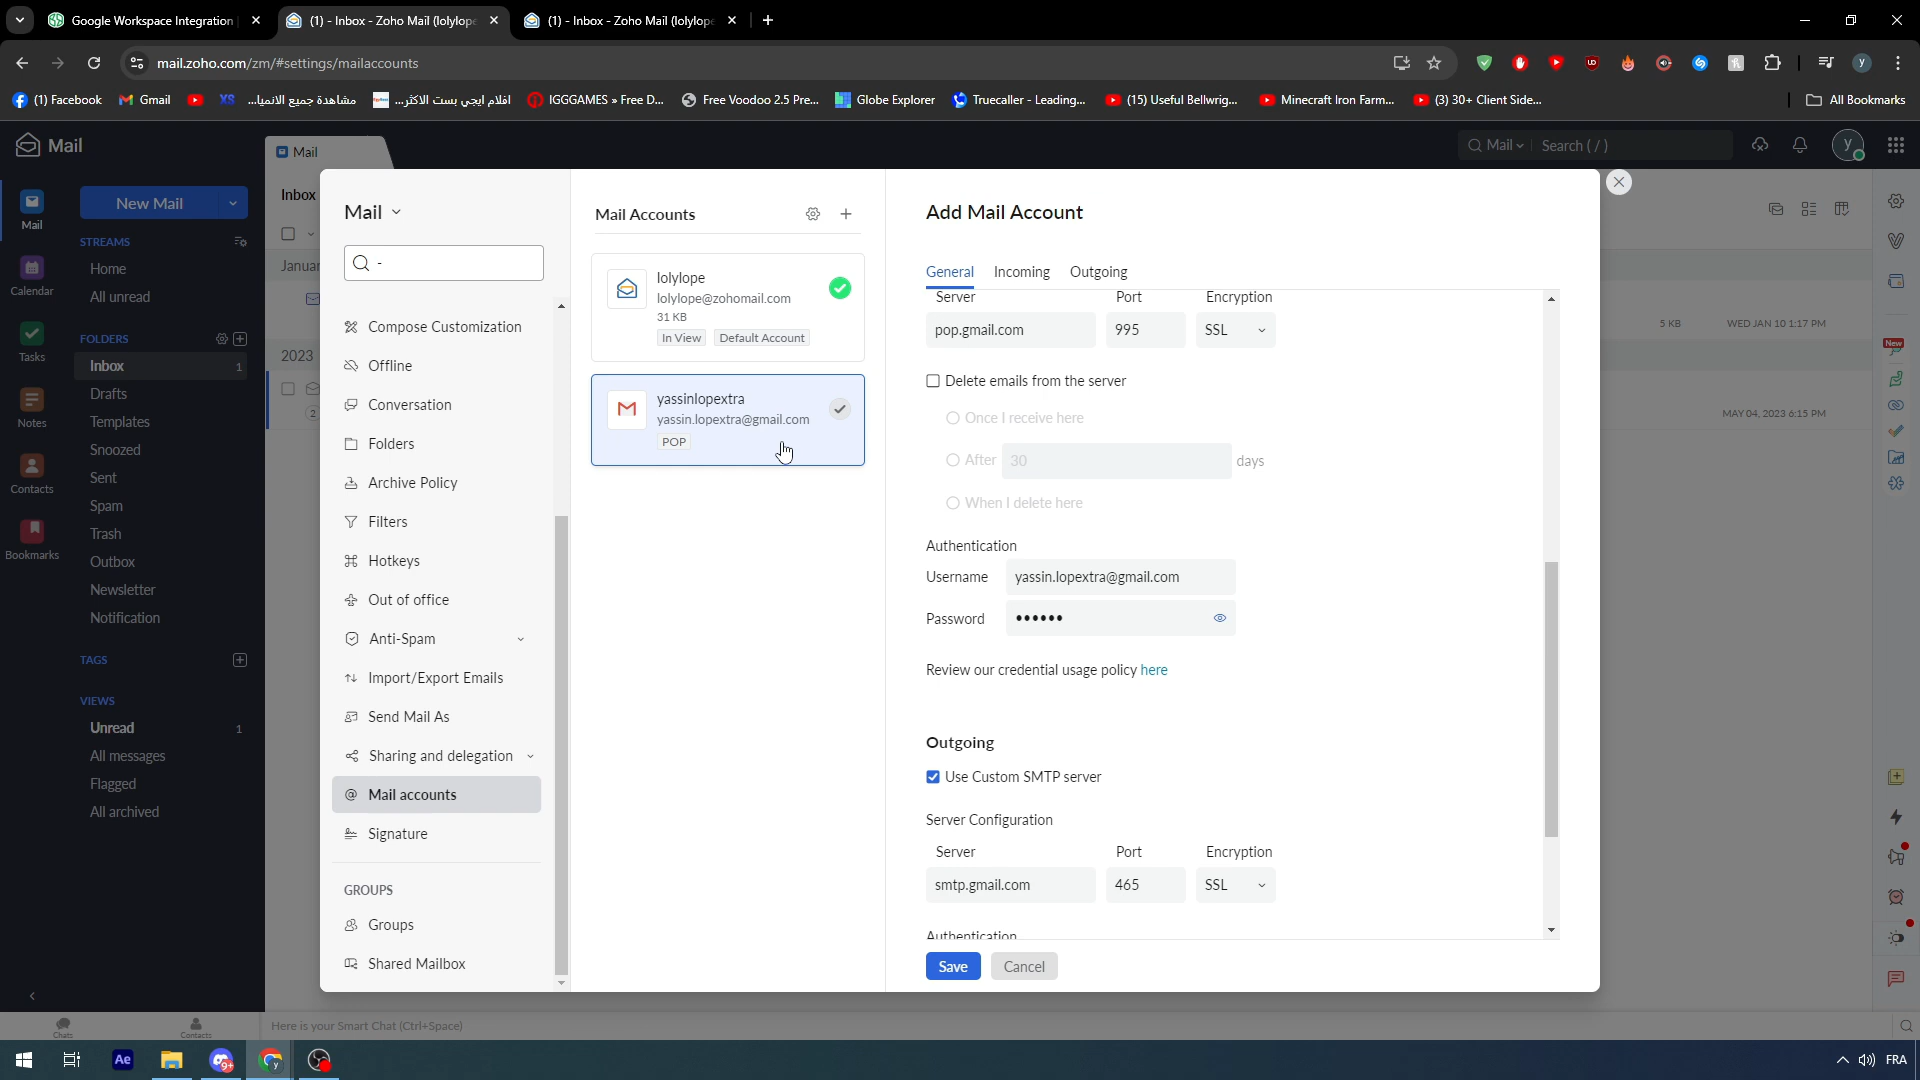 Google Workspace Integration
(1) - Inbox - Zoho Mail (lolylope
(1) - Inbox - Zoho Mail (lolylope
mail.zoho.com/zm/#settings/mailaccounts
(1) Facebook
Gmail
مشاهدة جميع الانميا...
افلام ايجي بست الاكثر...
IGGGAMES » Free D...
Free Voodoo 2.5 Pre...
Globe Explorer
Truecaller - Leading...
(15) Useful Bellwrig...
Minecraft Iron Farm...
(3) 30+ Client Side...
All Bookmarks
Mail
Mail
Mail
Search ( / )
y
Mail
Calendar
Tasks
Notes
Contacts
Bookmarks
New Mail
STREAMS
Home
All unread
FOLDERS
Inbox 1
Drafts
Templates
Snoozed
Sent
Spam
Trash
Outbox
Newsletter
Notification
TAGS
VIEWS
Unread 1
All messages
Flagged
All archived
Inbox
Januar
2023
2
Mail
-
Compose Customization
Offline
Conversation
Folders
Archive Policy
Filters
Hotkeys
Out of office
Anti-Spam
Import/Export Emails
Send Mail As
Sharing and delegation
Mail accounts
Signature
GROUPS
Groups
Shared Mailbox
Mail Accounts
lolylope
lolylope@zohomail.com
31 KB
In View Default Account
yassinlopextra
yassin.lopextra@gmail.com
POP
Add Mail Account
General Incoming Outgoing
Server Port Encryption
pop.gmail.com 995 SSL
Delete emails from the server
Once I receive here
After 30 days
When I delete here
Authentication
Username yassin.lopextra@gmail.com
Password ••••••
Review our credential usage policy here
Outgoing
Use Custom SMTP server
Server Configuration
Server Port Encryption
smtp.gmail.com 465 SSL
Authentication
Save Cancel
5 KB WED JAN 10 1:17 PM
MAY 04, 2023 6:15 PM
New
Chats
Contacts
Here is your Smart Chat (Ctrl+Space)
Ae
9+
FRA